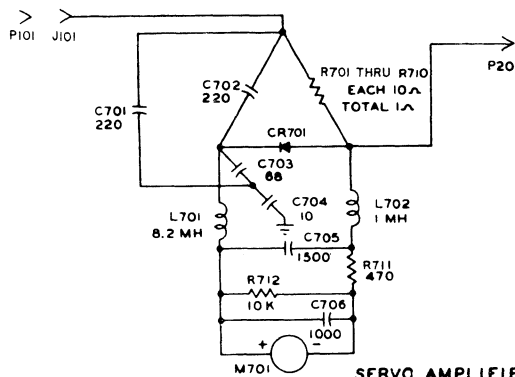 P101 J101
R701 THRU R710
EACH 10Ω
TOTAL 1Ω
P20
C702
220
C701
220
CR701
C703
68
C704
10
L701
8.2 MH
L702
1 MH
C705
1500
R711
470
R712
10K
C706
1000
+ -
M701
SERVO AMPLIFIE